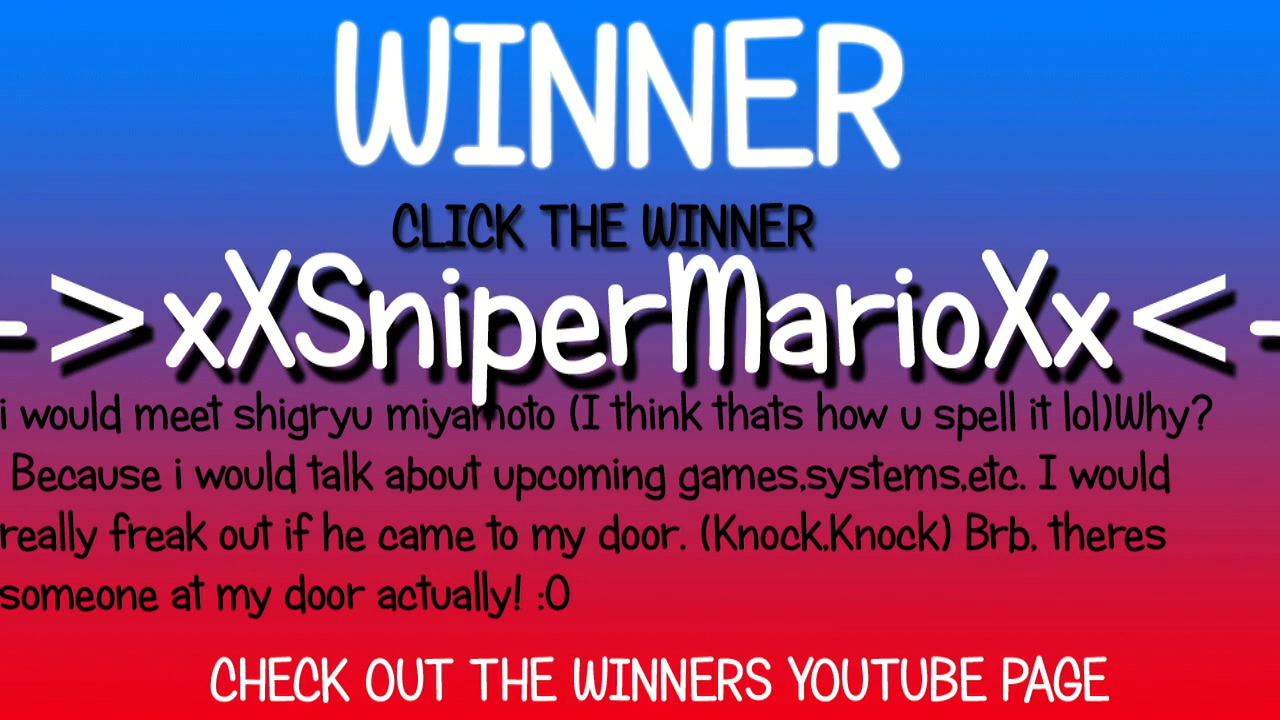 WINNER
CLICK THE WINNER
->xXSniperMarioXx<-
i would meet shigryu miyamoto (I think thats how u spell it lol)Why?
Because i would talk about upcoming games,systems,etc. I would
really freak out if he came to my door. (Knock,Knock) Brb, theres
someone at my door actually! :O
CHECK OUT THE WINNERS YOUTUBE PAGE